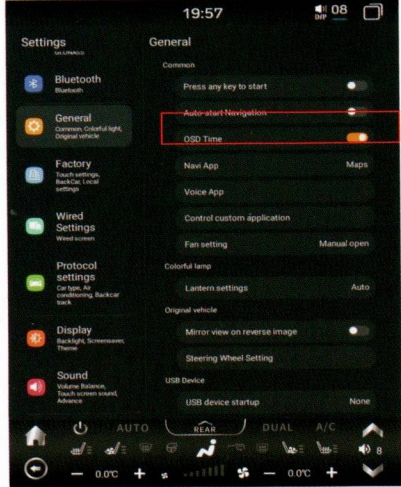 19:57
DIP
08
Settings
General
GLONASS
Common
Bluetooth
Bluetooth
Press any key to start
General
Common, Colorful light,
Original vehicle
Auto-start Navigation
OSD Time
Factory
Touch settings,
BackCar, Local
settings
Navi App
Maps
Voice App
Wired
Settings
Wired screen
Control custom application
Fan setting
Manual open
Protocol
settings
Car type, Air
conditioning, Backcar
track
Colorful lamp
Lantern settings
Auto
Original vehicle
Display
Backlight, Screensaver,
Theme
Mirror view on reverse image
Steering Wheel Setting
Sound
Volume Balance,
Touch screen sound,
Advance
USB Device
USB device startup
None
AUTO
REAR
DUAL
A/C
8
— 0.0°C +
— 0.0°C +